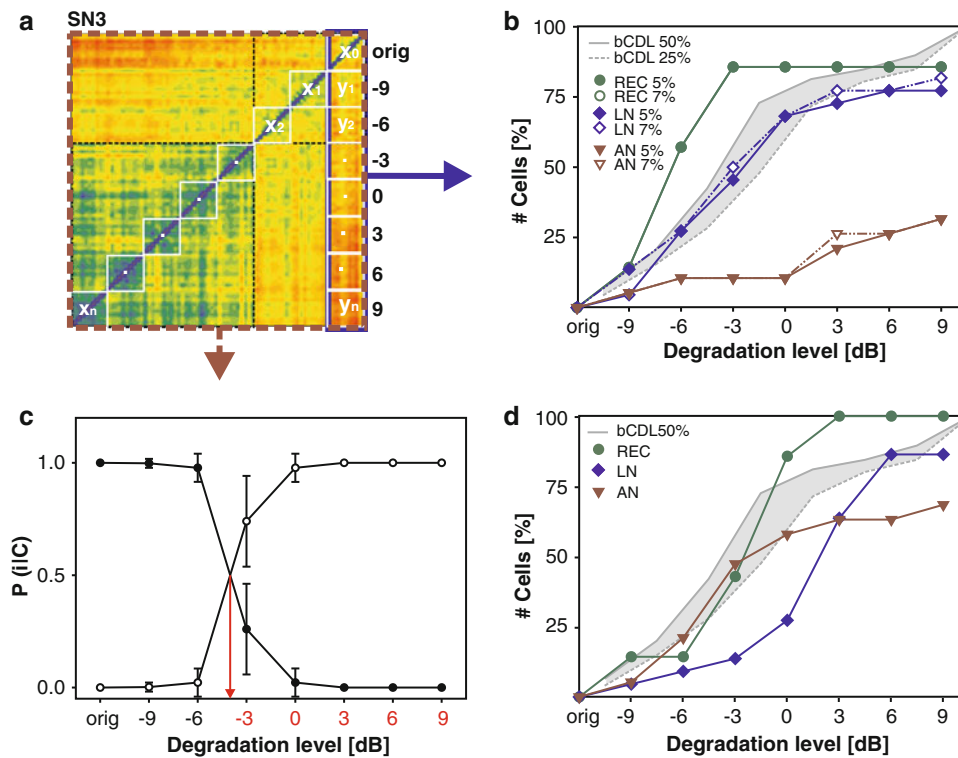 a
SN3
x0
x1
y1
x2
y2
xn
yn
orig
-9
-6
-3
0
3
6
9
b
bCDL 50%
bCDL 25%
REC 5%
REC 7%
LN 5%
LN 7%
AN 5%
AN 7%
# Cells [%]
100
75
50
25
orig -9 -6 -3 0 3 6 9
Degradation level [dB]
c
P (i|C)
1.0
0.5
0.0
orig -9 -6 -3 0 3 6 9
Degradation level [dB]
d
bCDL50%
REC
LN
AN
# Cells [%]
100
75
50
25
orig -9 -6 -3 0 3 6 9
Degradation level [dB]